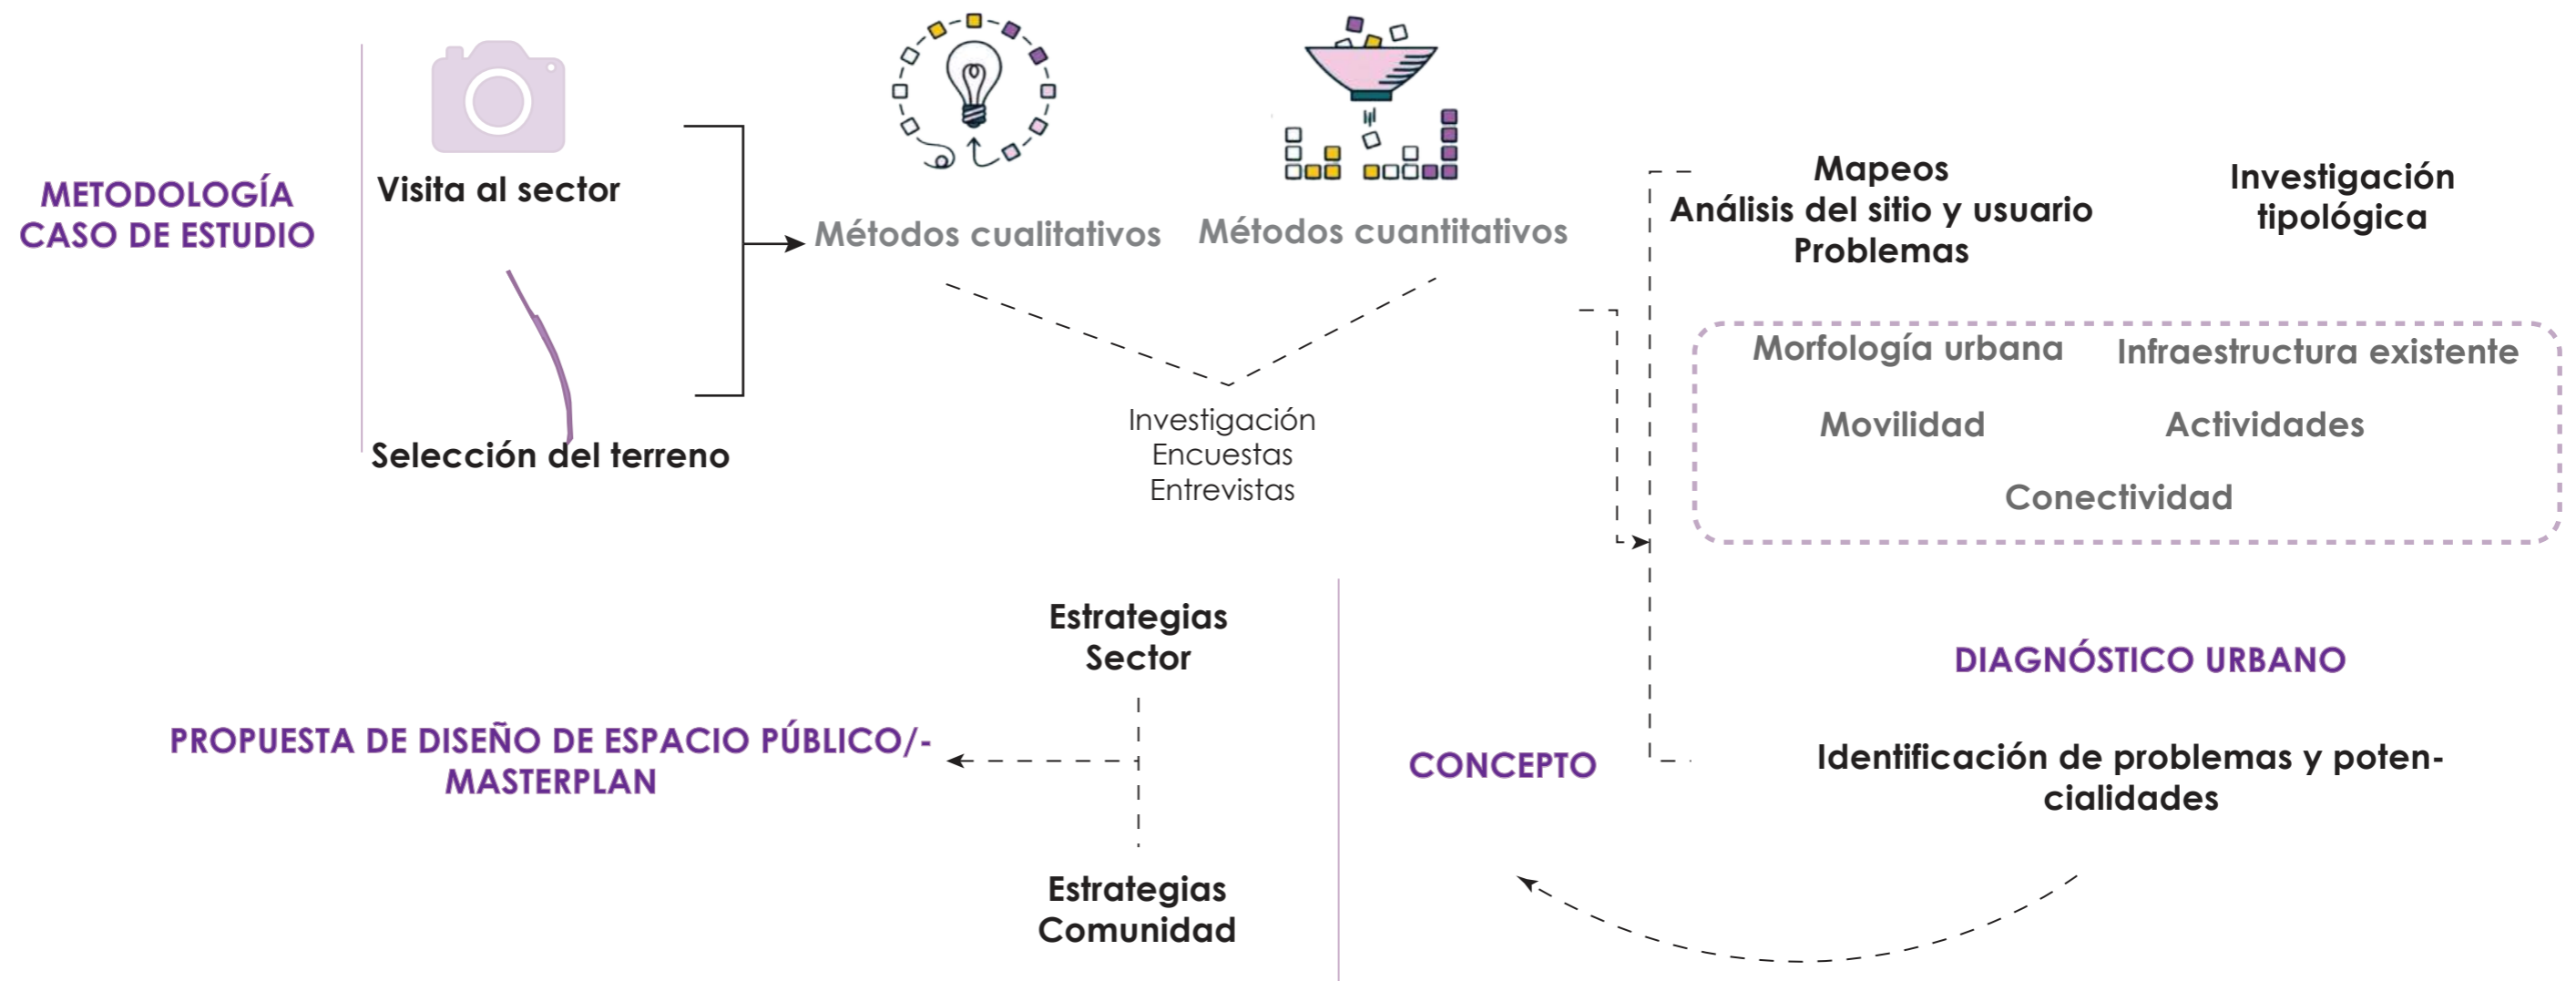 METODOLOGÍA
CASO DE ESTUDIO
Visita al sector
Selección del terreno
Métodos cualitativos
Métodos cuantitativos
Investigación
Encuestas
Entrevistas
Mapeos
Análisis del sitio y usuario
Problemas
Investigación
tipológica
Morfología urbana
Infraestructura existente
Movilidad
Actividades
Conectividad
DIAGNÓSTICO URBANO
Identificación de problemas y poten-
cialidades
CONCEPTO
Estrategias
Sector
Estrategias
Comunidad
PROPUESTA DE DISEÑO DE ESPACIO PÚBLICO/-
MASTERPLAN